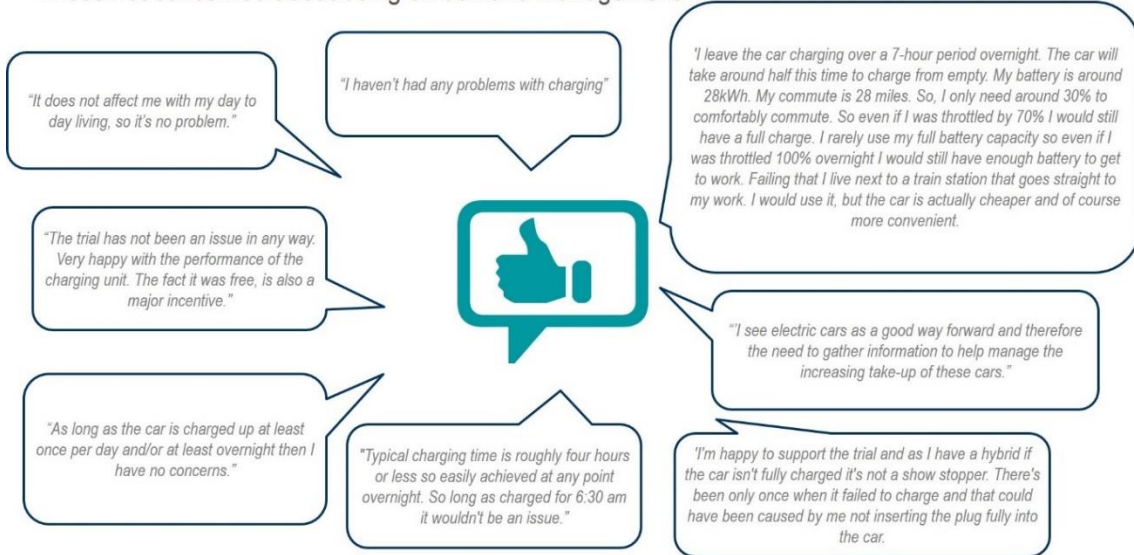 "It does not affect me with my day to
day living, so it's no problem."
"I haven't had any problems with charging"
'I leave the car charging over a 7-hour period overnight. The car will
take around half this time to charge from empty. My battery is around
28kWh. My commute is 28 miles. So, I only need around 30% to
comfortably commute. So even if I was throttled by 70% I would still
have a full charge. I rarely use my full battery capacity so even if I
was throttled 100% overnight I would still have enough battery to get
to work. Failing that I live next to a train station that goes straight to
my work. I would use it, but the car is actually cheaper and of course
more convenient.
"The trial has not been an issue in any way.
Very happy with the performance of the
charging unit. The fact it was free, is also a
major incentive."
"'I see electric cars as a good way forward and therefore
the need to gather information to help manage the
increasing take-up of these cars."
"As long as the car is charged up at least
once per day and/or at least overnight then I
have no concerns."
"Typical charging time is roughly four hours
or less so easily achieved at any point
overnight. So long as charged for 6:30 am
it wouldn't be an issue."
'I'm happy to support the trial and as I have a hybrid if
the car isn't fully charged it's not a show stopper. There's
been only once when it failed to charge and that could
have been caused by me not inserting the plug fully into
the car.